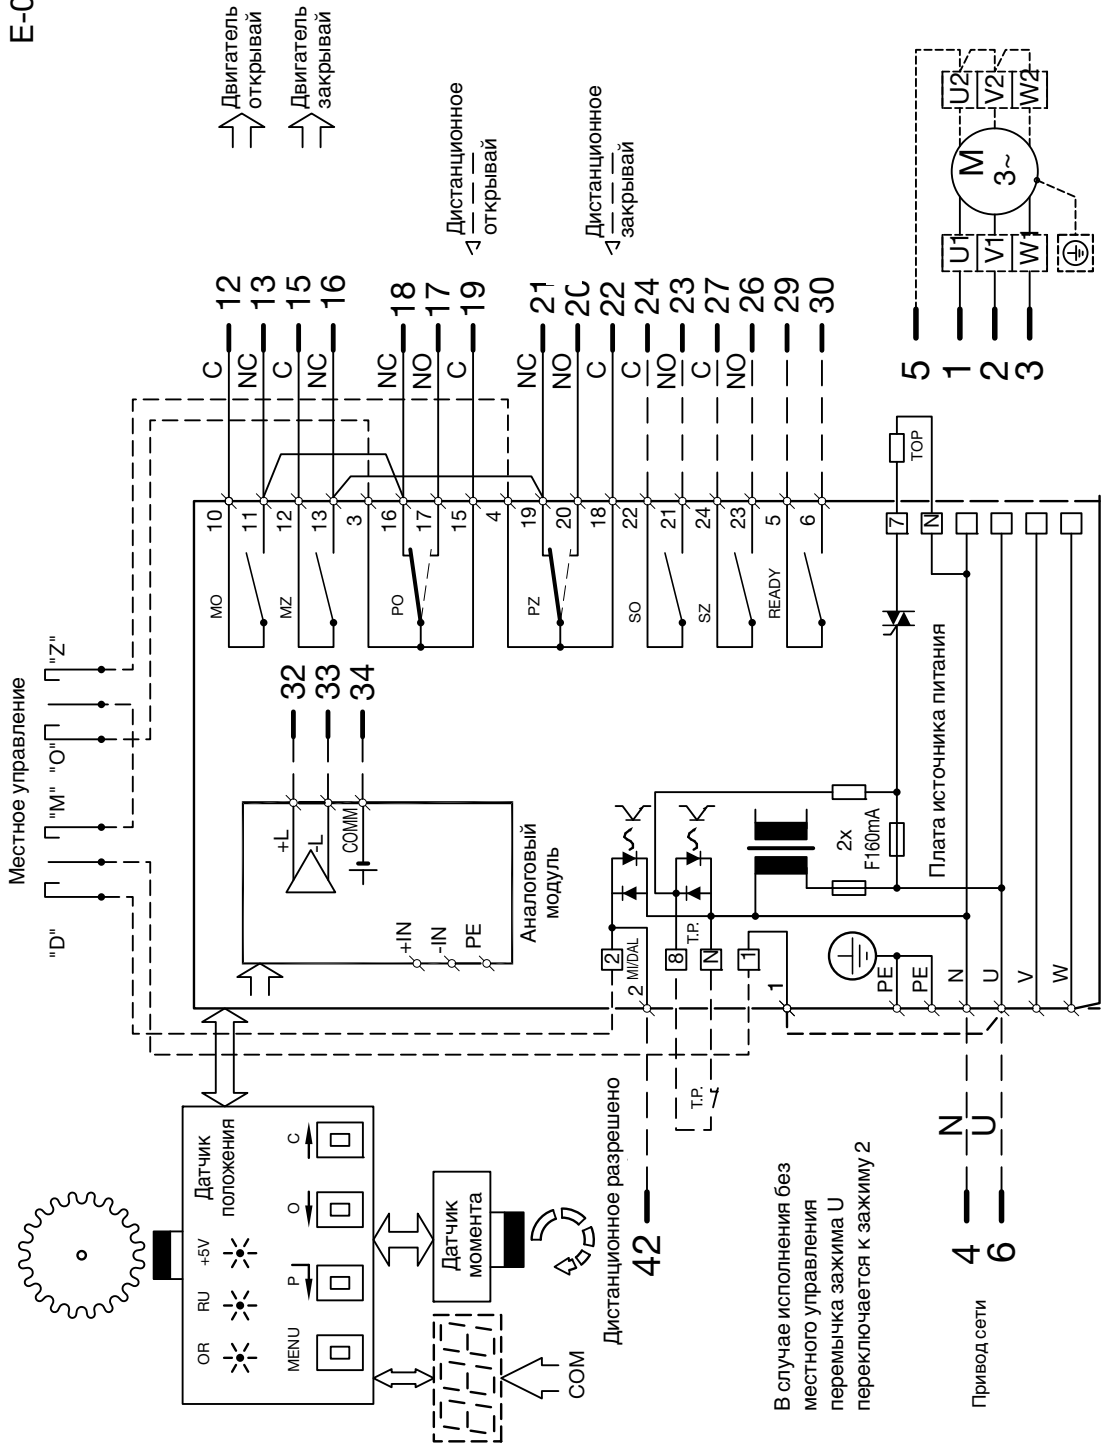 E-0
Местное управление
"D"
"M"
"O"
"Z"
Двигатель
открывай
Двигатель
закрывай
Дистанционное
открывай
Дистанционное
закрывай
12
13
15
16
18
17
19
21
20
22
24
23
27
26
29
30
C
NC
C
NC
NC
NO
C
NC
NO
C
C
NO
C
NO
10
11
12
13
3
16
17
15
4
19
20
18
22
21
24
23
5
6
MO
MZ
PO
PZ
SO
SZ
READY
32
33
34
+L
-L
COMM
+IN
-IN
PE
Аналоговый
модуль
Датчик
положения
+5V
RU
OR
C
O
P
MENU
Датчик
момента
COM
Дистанционное разрешено
42
2
2
MI/DAL
8
T.P.
N
1
1
T.P.
2x
F160mA
Плата источника питания
7
N
TOP
PE
PE
N
U
V
W
N
U
4
6
Привод сети
В случае исполнения без
местного управления
перемычка зажима U
переключается к зажиму 2
5
1
2
3
U1
V1
W1
M
3~
U2
V2
W2